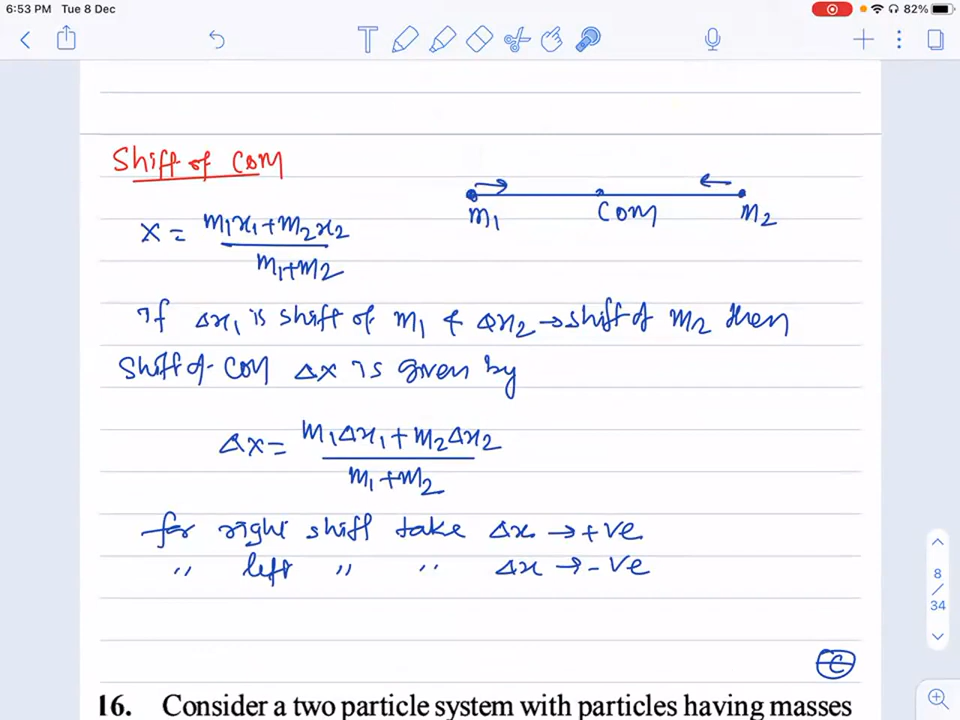 6:53 PM Tue 8 Dec
82%
Shift of COM
m1 COM m2
x = m1x1+m2x2
m1+m2
If Δx1 is shift of m1 & Δx2 → shift of m2 then
Shift of COM Δx is given by
Δx = m1Δx1+m2Δx2
m1+m2
for right shift take Δx → +ve
,, left ,, ,, Δx → -ve
8
/
34
C
16. Consider a two particle system with particles having masses